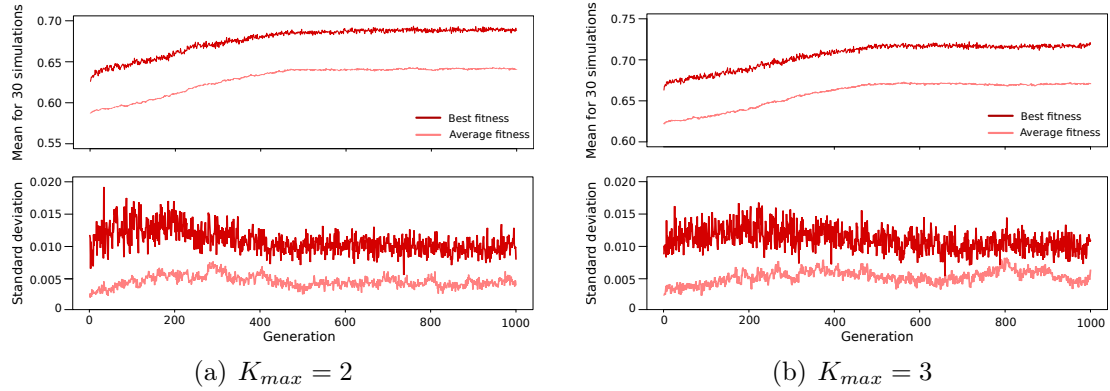 0.70
0.65
0.60
0.55
Mean for 30 simulations
Best fitness
Average fitness
0.020
0.015
0.010
0.005
0
Standard deviation
0 200 400 600 800 1000
Generation
(a) K_max = 2
0.75
0.70
0.65
0.60
Mean for 30 simulations
Best fitness
Average fitness
0.020
0.015
0.010
0.005
0
Standard deviation
0 200 400 600 800 1000
Generation
(b) K_max = 3